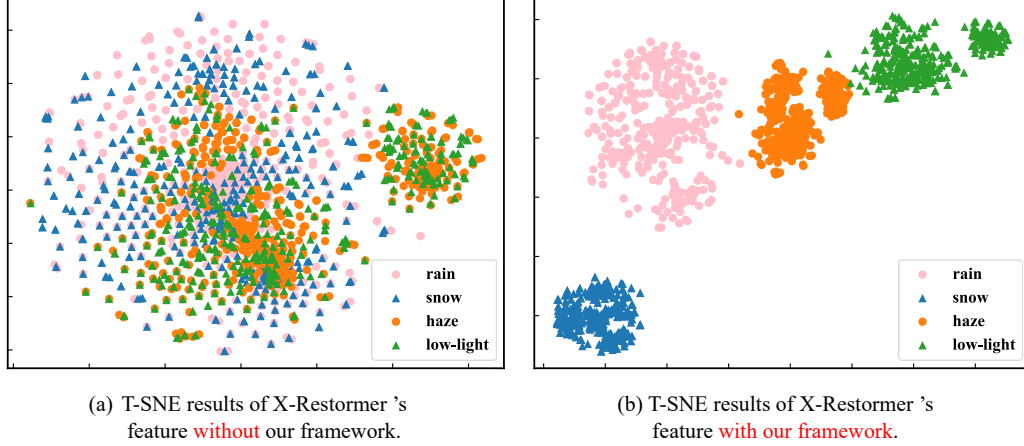 rain
snow
haze
low-light
rain
snow
haze
low-light
(a) T-SNE results of X-Restormer 's
feature without our framework.
(b) T-SNE results of X-Restormer 's
feature with our framework.